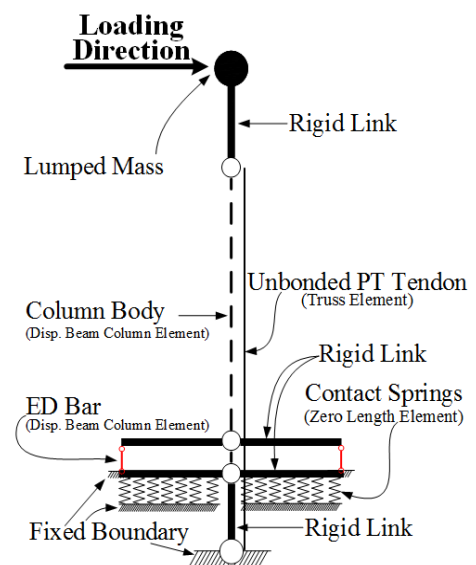 Loading
Direction
Rigid Link
Lumped Mass
Unbonded PT Tendon
(Truss Element)
Column Body
(Disp. Beam Column Element)
Rigid Link
Contact Springs
(Zero Length Element)
ED Bar
(Disp. Beam Column Element)
Fixed Boundary
Rigid Link